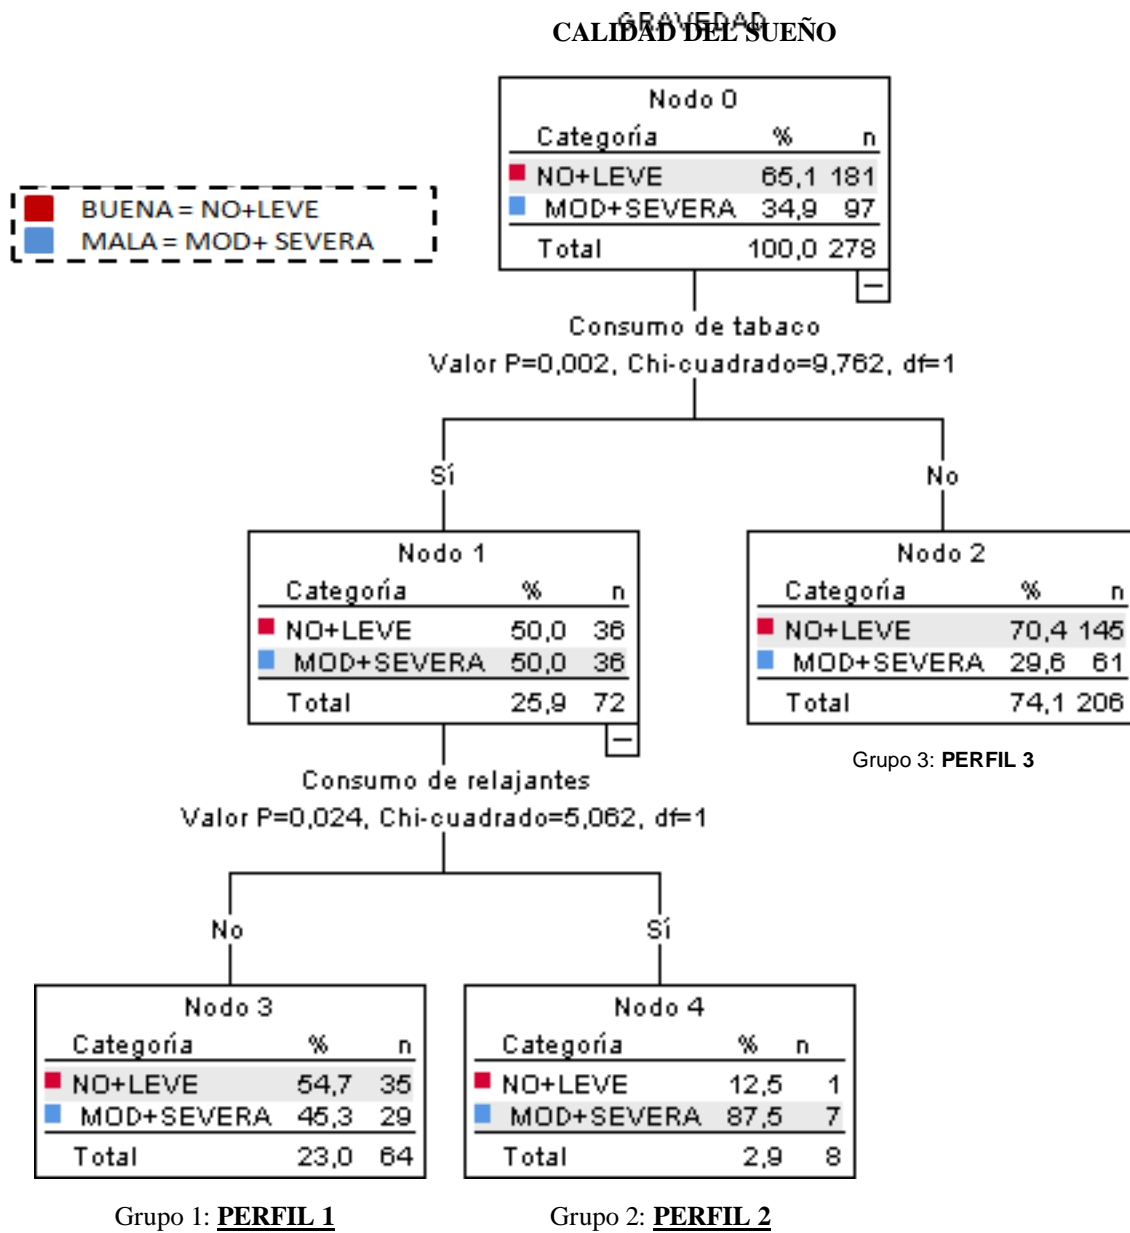 GRAVEDAD
CALIDAD DEL SUEÑO
Nodo 0
Categoría % n
NO+LEVE 65,1 181
MOD+SEVERA 34,9 97
Total 100,0 278
BUENA = NO+LEVE
MALA = MOD+ SEVERA
Consumo de tabaco
Valor P=0,002, Chi-cuadrado=9,762, df=1
Sí
No
Nodo 1
Categoría % n
NO+LEVE 50,0 36
MOD+SEVERA 50,0 36
Total 25,9 72
Nodo 2
Categoría % n
NO+LEVE 70,4 145
MOD+SEVERA 29,6 61
Total 74,1 206
Grupo 3: PERFIL 3
Consumo de relajantes
Valor P=0,024, Chi-cuadrado=5,062, df=1
No
Sí
Nodo 3
Categoría % n
NO+LEVE 54,7 35
MOD+SEVERA 45,3 29
Total 23,0 64
Nodo 4
Categoría % n
NO+LEVE 12,5 1
MOD+SEVERA 87,5 7
Total 2,9 8
Grupo 1: PERFIL 1
Grupo 2: PERFIL 2